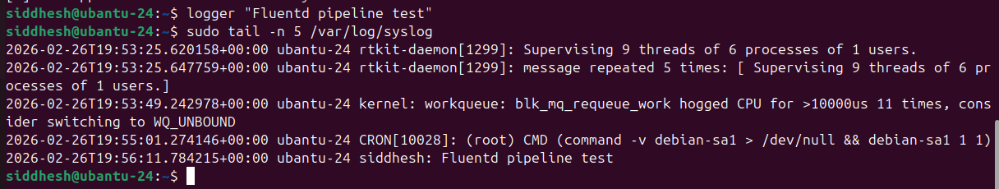 siddhesh@ubantu-24:~$ logger "Fluentd pipeline test"
siddhesh@ubantu-24:~$ sudo tail -n 5 /var/log/syslog
2026-02-26T19:53:25.620158+00:00 ubantu-24 rtkit-daemon[1299]: Supervising 9 threads of 6 processes of 1 users.
2026-02-26T19:53:25.647759+00:00 ubantu-24 rtkit-daemon[1299]: message repeated 5 times: [ Supervising 9 threads of 6 pr
ocesses of 1 users.]
2026-02-26T19:53:49.242978+00:00 ubantu-24 kernel: workqueue: blk_mq_requeue_work hogged CPU for >10000us 11 times, cons
ider switching to WQ_UNBOUND
2026-02-26T19:55:01.274146+00:00 ubantu-24 CRON[10028]: (root) CMD (command -v debian-sa1 > /dev/null && debian-sa1 1 1)
2026-02-26T19:56:11.784215+00:00 ubantu-24 siddhesh: Fluentd pipeline test
siddhesh@ubantu-24:~$